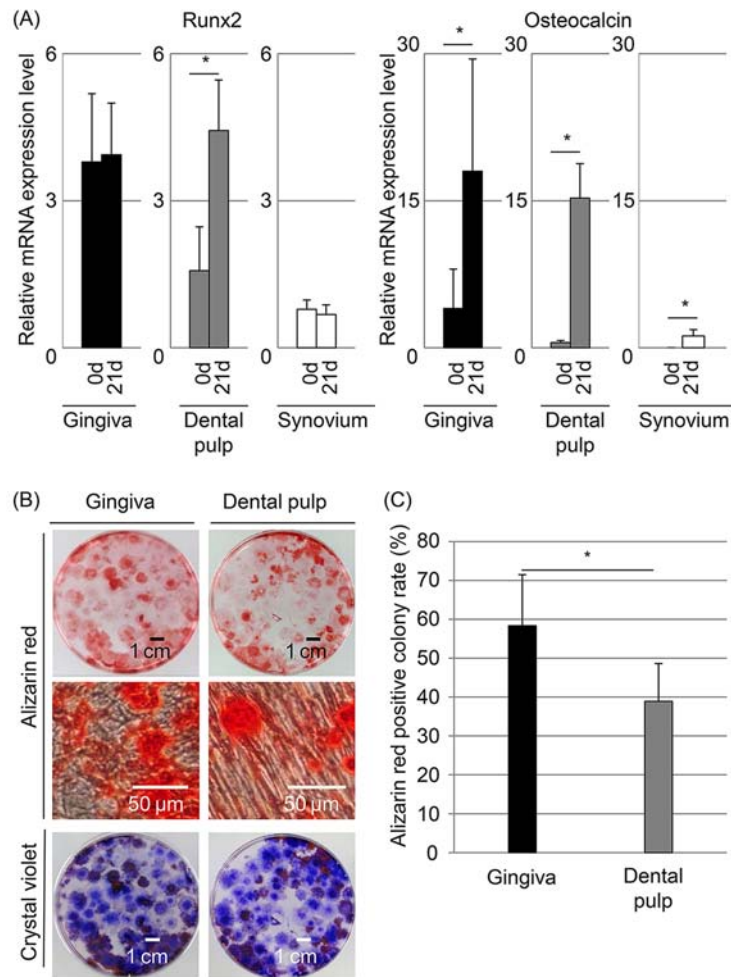 (A) Runx2 Osteocalcin
Relative mRNA expression level
6 6 6
3 3 3
0 0 0
0d 21d 0d 21d 0d 21d
Gingiva Dental pulp Synovium
Relative mRNA expression level
30 30 30
15 15 15
0 0 0
* * * *
0d 21d 0d 21d 0d 21d
Gingiva Dental pulp Synovium
(B)
Gingiva Dental pulp
Alizarin red
1 cm 1 cm
50 μm 50 μm
Crystal violet
1 cm 1 cm
(C)
Alizarin red positive colony rate (%)
80
70
60
50
40
30
20
10
0
*
Gingiva Dental
pulp